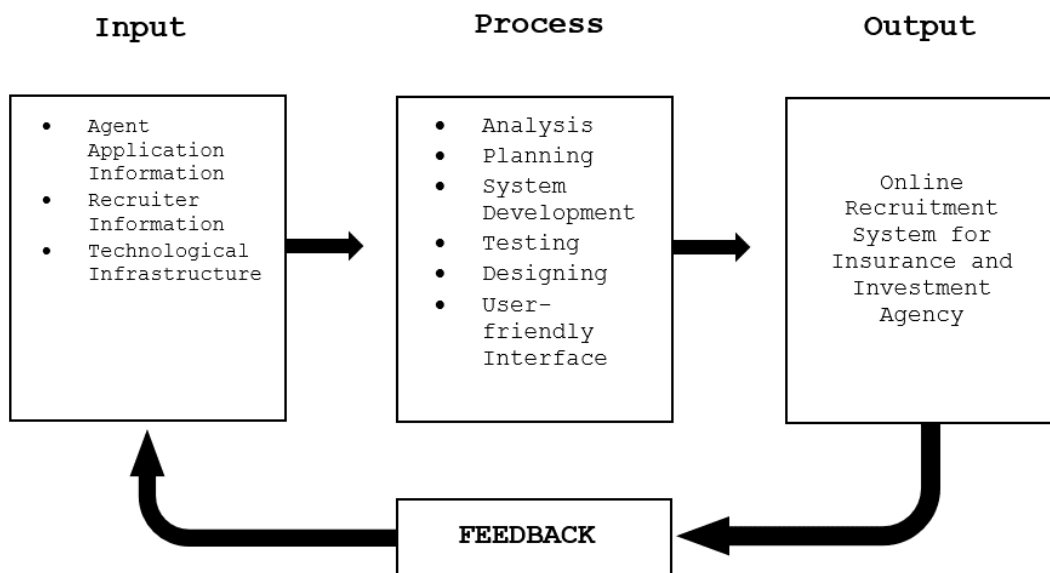 Input
Process
Output
• Agent
Application
Information
• Recruiter
Information
• Technological
Infrastructure
• Analysis
• Planning
• System
Development
• Testing
• Designing
• User-
friendly
Interface
Online
Recruitment
System for
Insurance and
Investment
Agency
FEEDBACK